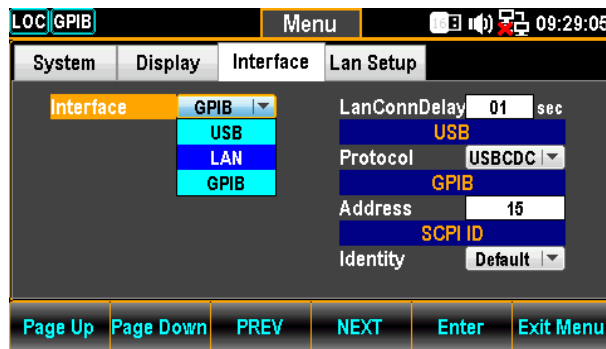 LOC GPIB Menu 16 09:29:05
System Display Interface Lan Setup
Interface GPIB LanConnDelay 01 sec
USB USB
LAN Protocol USBCDC
GPIB GPIB
Address 15
SCPI ID
Identity Default
Page Up Page Down PREV NEXT Enter Exit Menu